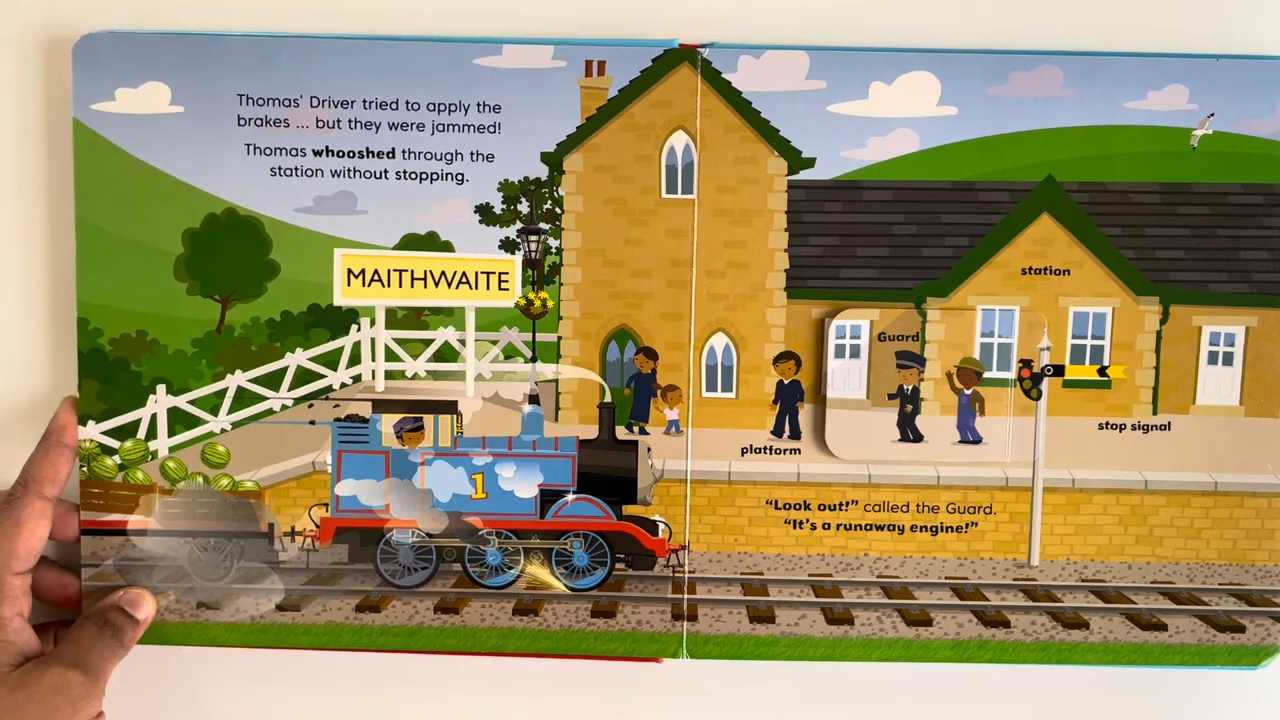 Thomas' Driver tried to apply the
brakes ... but they were jammed!
Thomas whooshed through the
station without stopping.
MAITHWAITE
station
Guard
stop signal
platform
1
“Look out!” called the Guard.
“It's a runaway engine!”